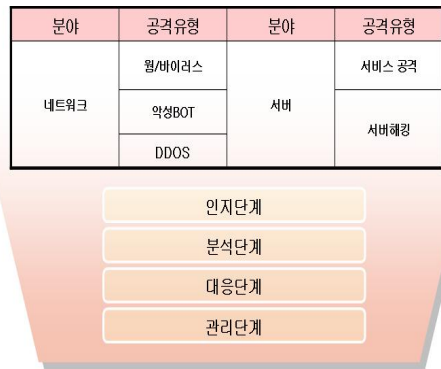 분야 공격유형 분야 공격유형
네트워크 웜/바이러스 서버 서비스 공격
악성BOT 서버해킹
DDOS
인지단계
분석단계
대응단계
관리단계